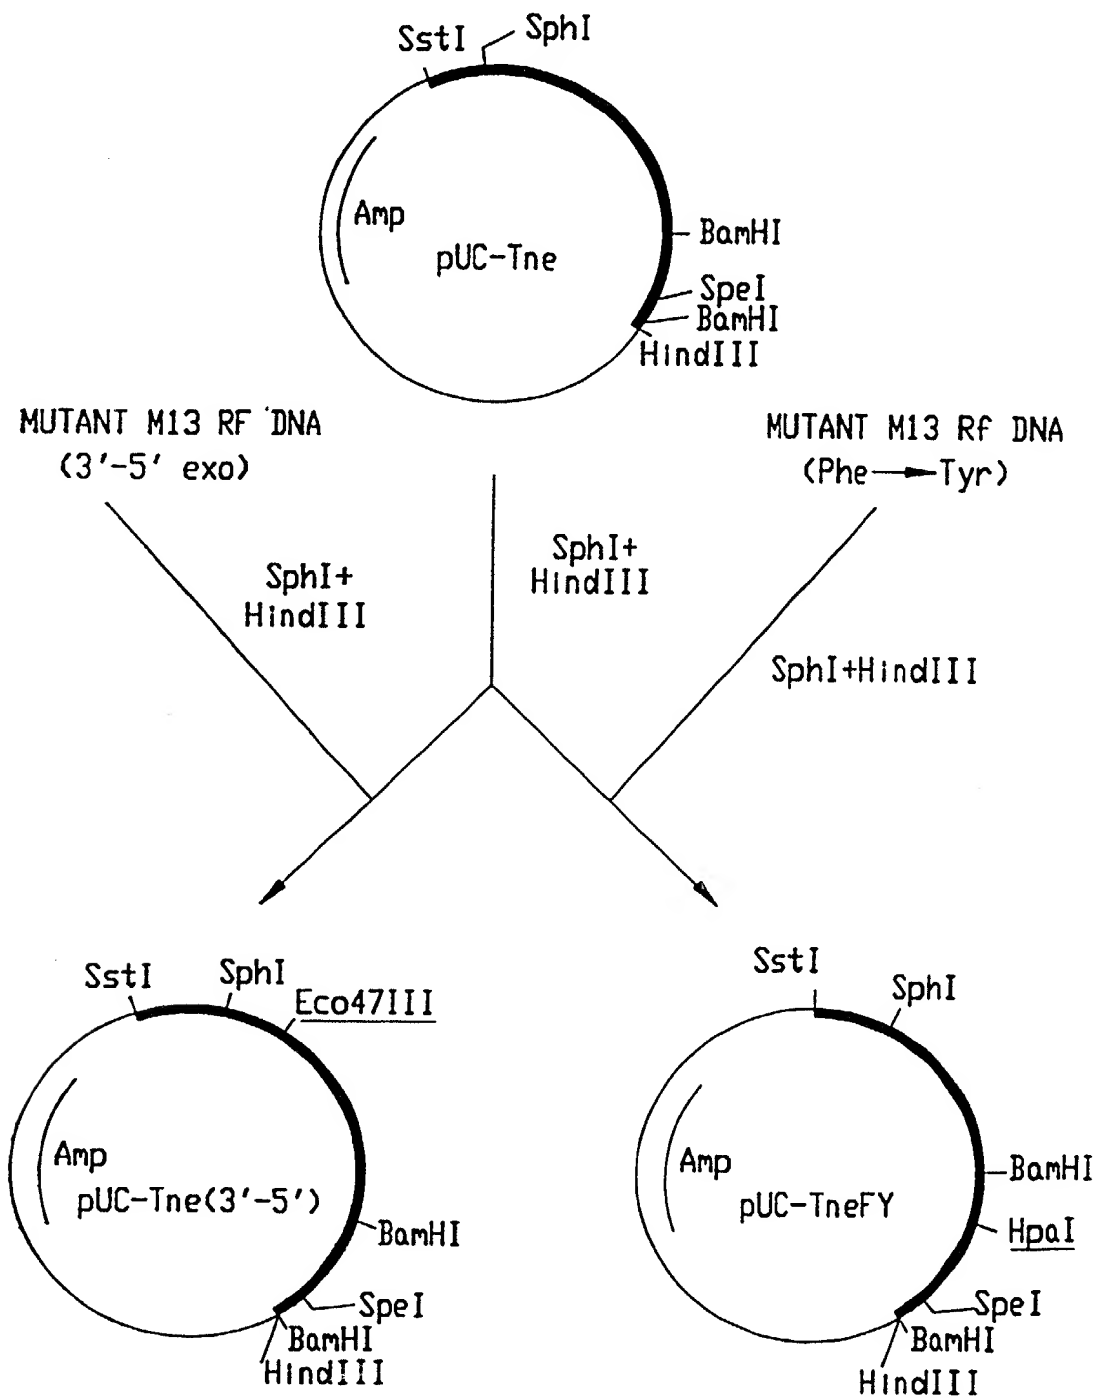 SstI
SphI
Amp
pUC-Tne
BamHI
SpeI
BamHI
HindIII
MUTANT M13 RF DNA
(3'-5' exo)
MUTANT M13 Rf DNA
(Phe → Tyr)
SphI+
HindIII
SphI+
HindIII
SphI+HindIII
SstI
SphI
Eco47III
Amp
pUC-Tne(3'-5')
BamHI
SpeI
BamHI
HindIII
SstI
SphI
Amp
pUC-TneFY
BamHI
HpaI
SpeI
BamHI
HindIII